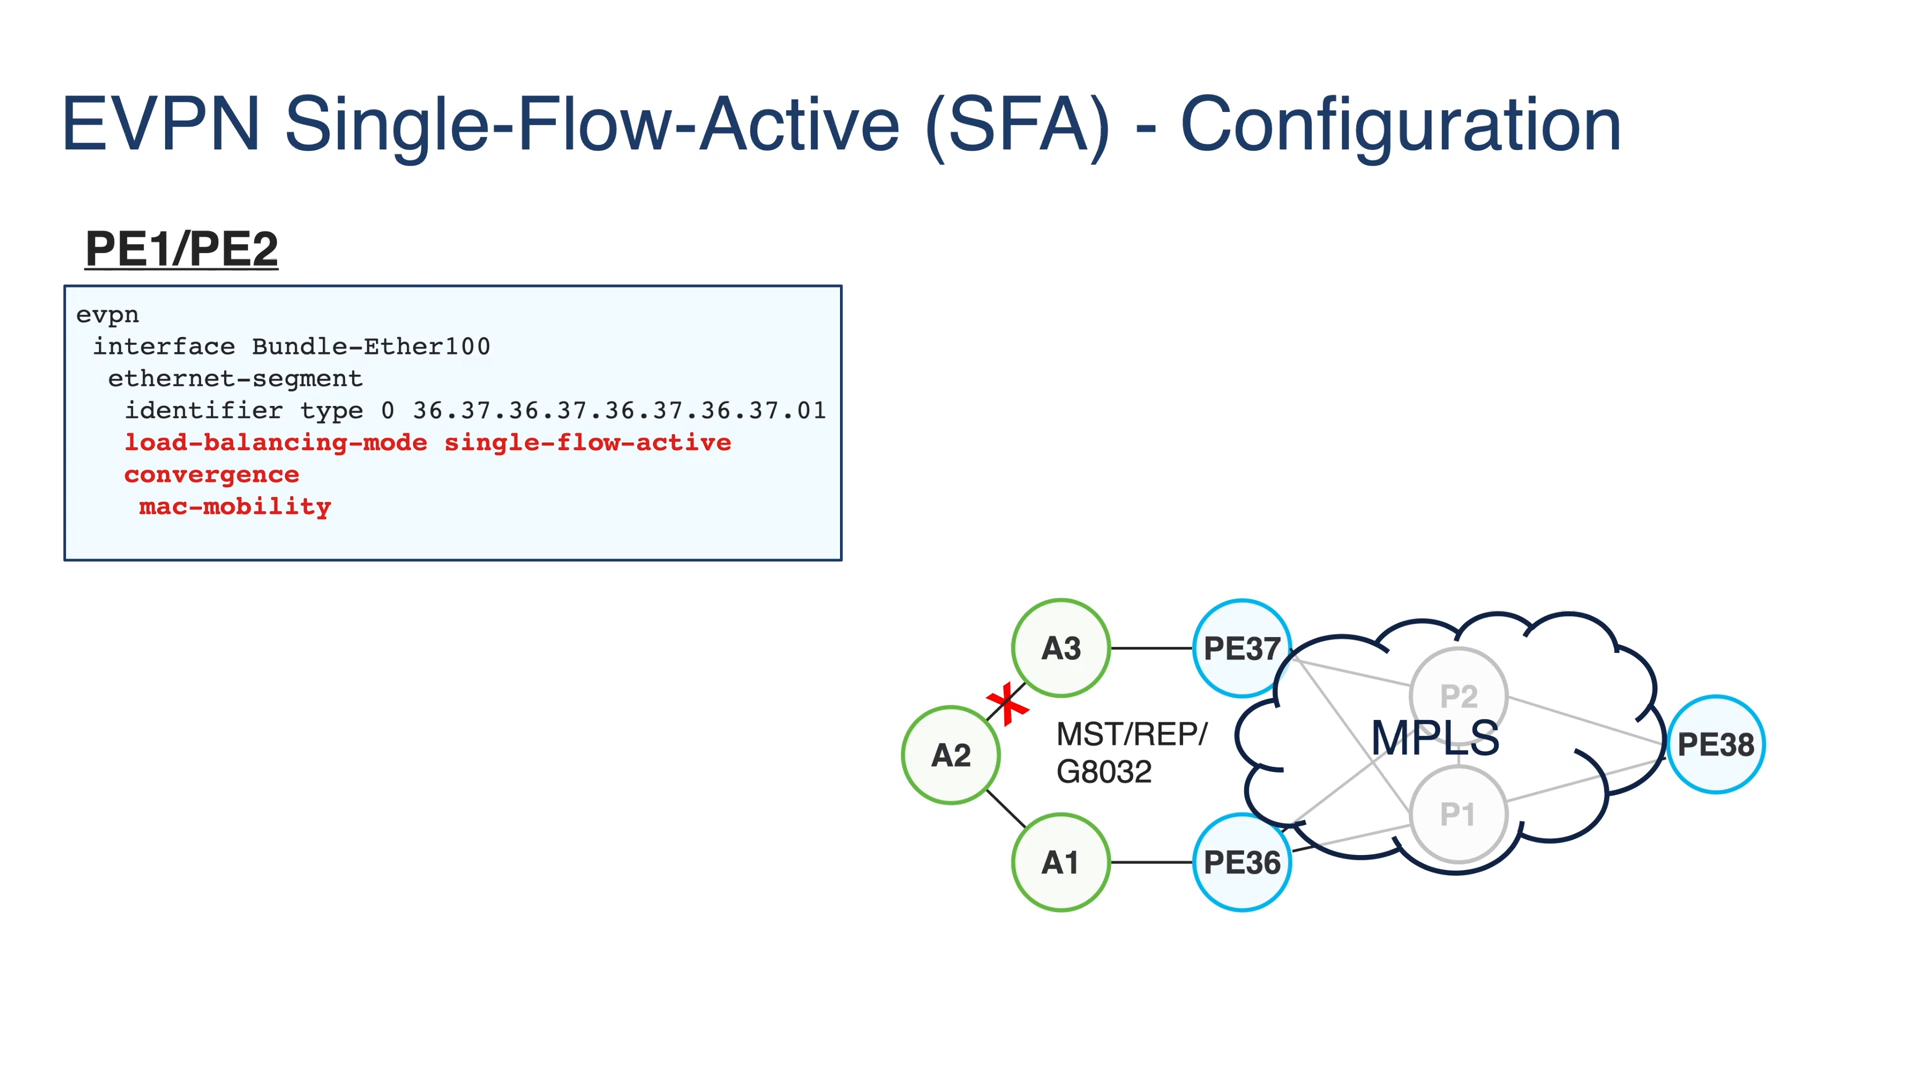 EVPN Single-Flow-Active (SFA) - Configuration
PE1/PE2
evpn
interface Bundle-Ether100
ethernet-segment
identifier type 0 36.37.36.37.36.37.36.37.01
load-balancing-mode single-flow-active
convergence
mac-mobility
A3
PE37
P2
MST/REP/
G8032
MPLS
A2
PE38
P1
A1
PE36